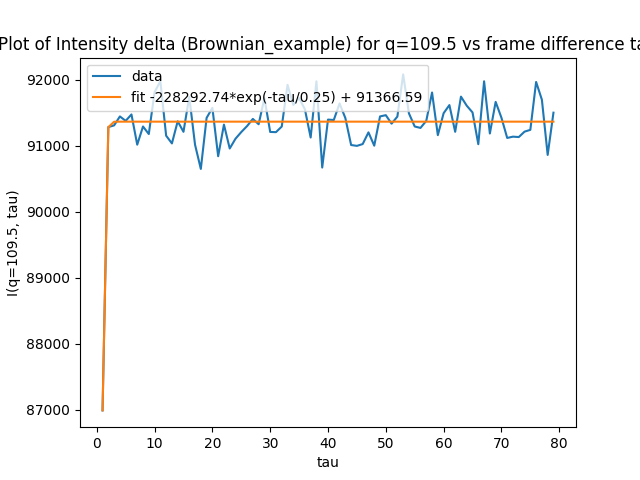 Plot of Intensity delta (Brownian_example) for q=109.5 vs frame difference ta
data
fit -228292.74*exp(-tau/0.25) + 91366.59
92000
91000
90000
89000
88000
87000
I(q=109.5, tau)
0 10 20 30 40 50 60 70 80
tau